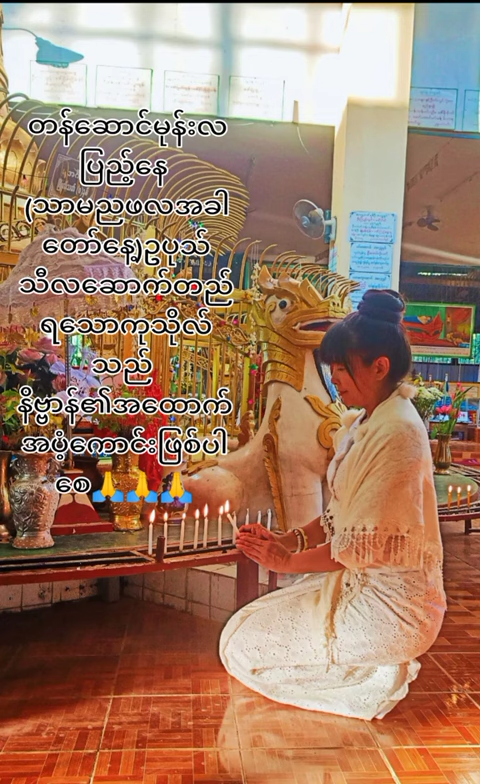 တန်ဆောင်မုန်းလ
ပြည့်နေ့
(သာမညဖလအခါ
တော်နေ့)ဥပုသ်
သီလဆောက်တည်
ရသောကုသိုလ်
သည်
နိဗ္ဗာန်၏အထောက်
အပံ့ကောင်းဖြစ်ပါ
စေ🙏🙏🙏